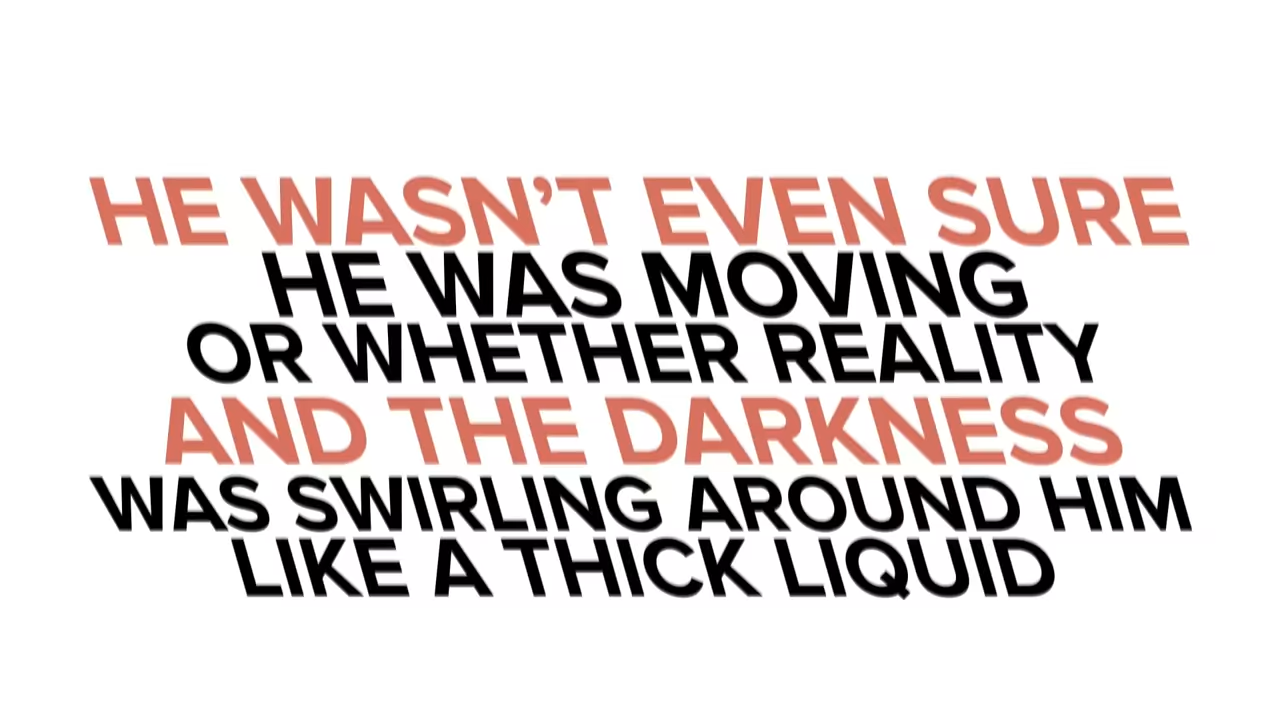 HE WASN’T EVEN SURE
HE WAS MOVING
OR WHETHER REALITY
AND THE DARKNESS
WAS SWIRLING AROUND HIM
LIKE A THICK LIQUID